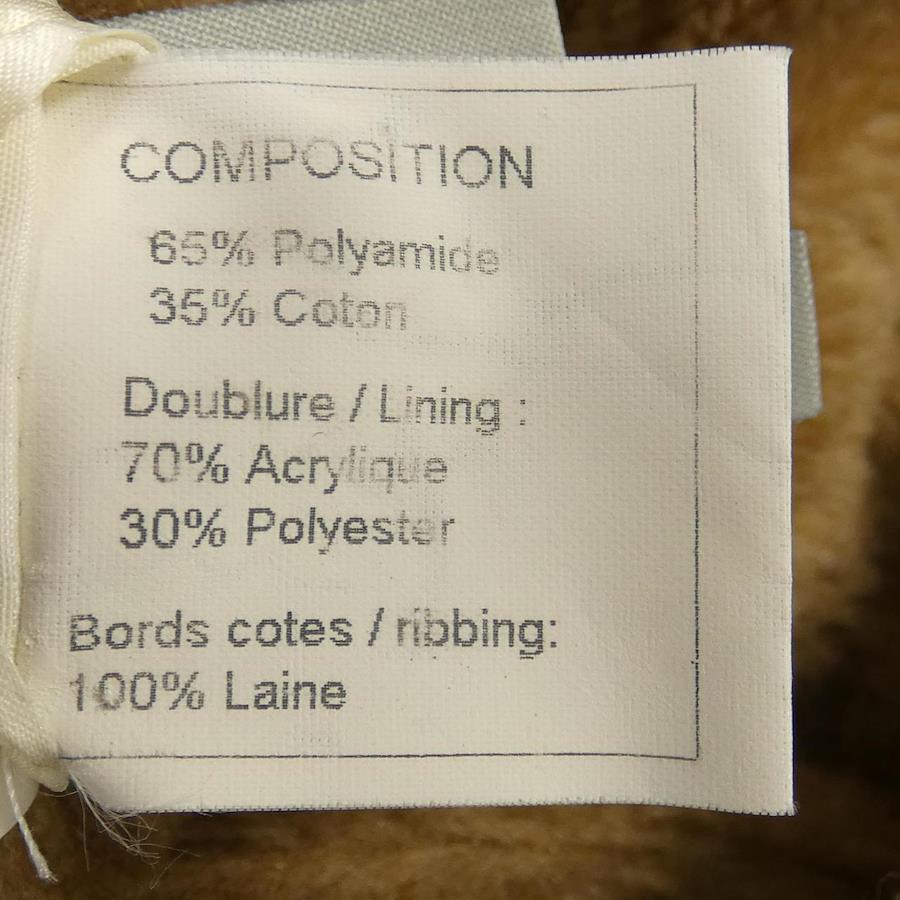 COMPOSITION
65% Polyamide
35% Coton
Doublure / Lining :
70% Acrylique
30% Polyester
Bords cotes / ribbing:
100% Laine